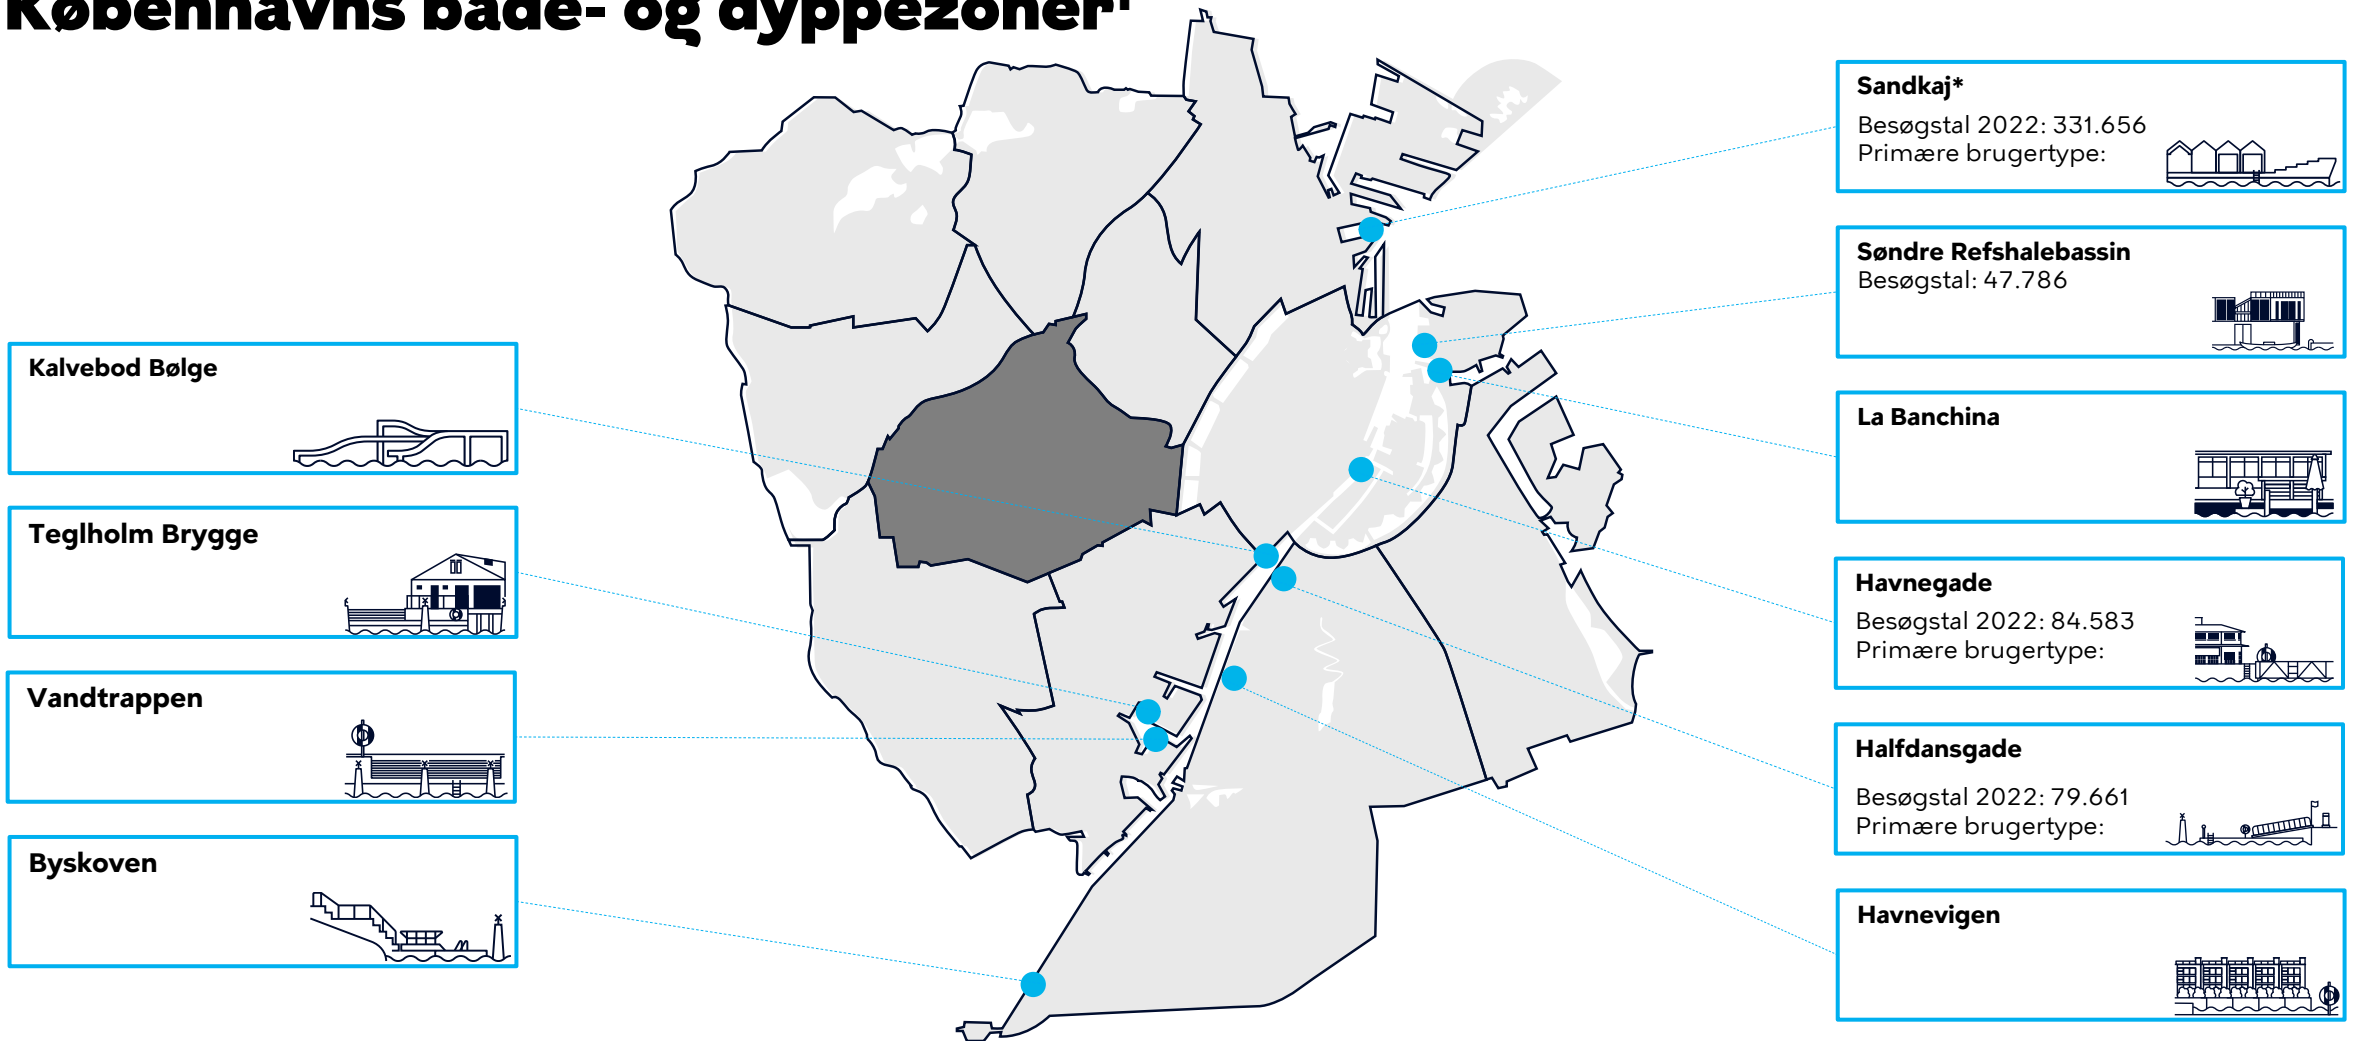 Københavns bade- og dyppezoner¹
Sandkaj*
Besøgstal 2022: 331.656
Primære brugertype:
Søndre Refshalebassin
Besøgstal: 47.786
Kalvebod Bølge
La Banchina
Teglholm Brygge
Havnegade
Besøgstal 2022: 84.583
Primære brugertype:
Vandtrappen
Halfdansgade
Besøgstal 2022: 79.661
Primære brugertype:
Byskoven
Havnevigen